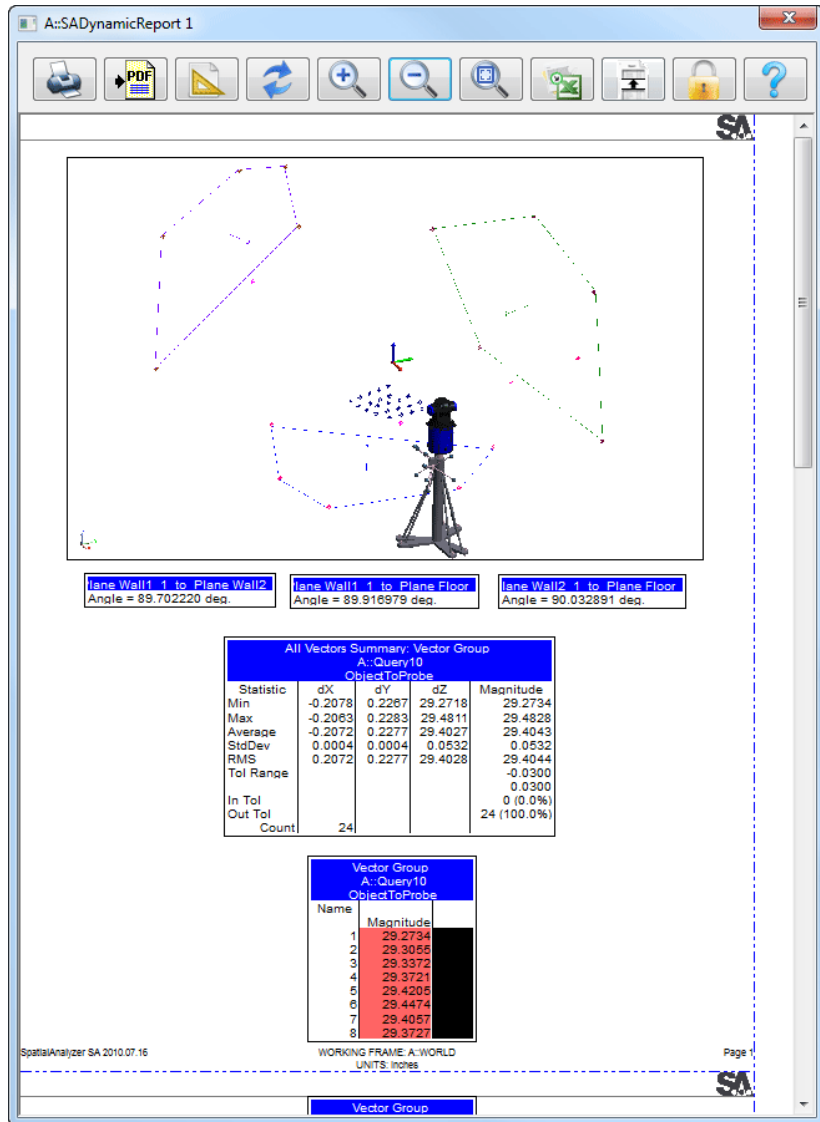 A::SADynamicReport 1
PDF
SA
lane Wall1 1 to Plane Wall2
Angle = 89.702220 deg.
lane Wall1 1 to Plane Floor
Angle = 89.916979 deg.
lane Wall2 1 to Plane Floor
Angle = 90.032891 deg.
All Vectors Summary: Vector Group
A::Query10
ObjectToProbe
Statistic dX dY dZ Magnitude
Min -0.2078 0.2267 29.2718 29.2734
Max -0.2063 0.2283 29.4811 29.4828
Average -0.2072 0.2277 29.4027 29.4043
StdDev 0.0004 0.0004 0.0532 0.0532
RMS 0.2072 0.2277 29.4028 29.4044
Tol Range -0.0300
0.0300
In Tol 0 (0.0%)
Out Tol 24 (100.0%)
Count 24
Vector Group
A::Query10
ObjectToProbe
Name
Magnitude
1 29.2734
2 29.3055
3 29.3372
4 29.3721
5 29.4205
6 29.4474
7 29.4057
8 29.3727
SpatialAnalyzer SA 2010.07.16
WORKING FRAME: A::WORLD
UNITS: Inches
Page 1
SA
Vector Group